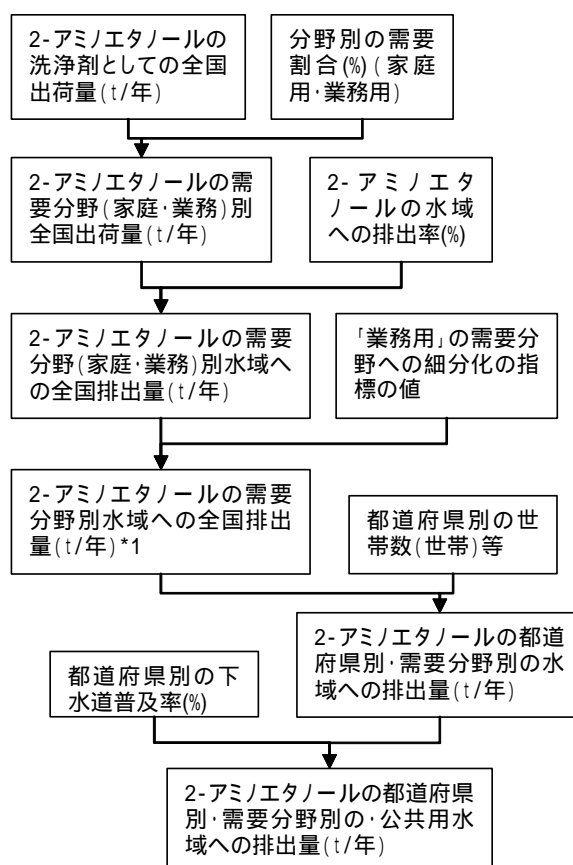 2-アミノエタノールの
洗浄剤としての全国
出荷量(t/年)
分野別の需要
割合(%)(家庭
用・業務用)
2-アミノエタノールの需
要分野(家庭・業務)別
全国出荷量(t/年)
2-アミノエタ
ノールの水域
への排出率(%)
2-アミノエタノールの需要
分野(家庭・業務)別水域へ
の全国排出量(t/年)
「業務用」の需要分
野への細分化の指
標の値
2-アミノエタノールの需要
分野別水域への全国排出
量(t/年)*1
都道府県別の世
帯数(世帯)等
2-アミノエタノールの都道
府県別・需要分野別の水
域への排出量(t/年)
都道府県別の下
水道普及率(%)
2-アミノエタノールの都道府県
別・需要分野別の・公共用水
域への排出量(t/年)